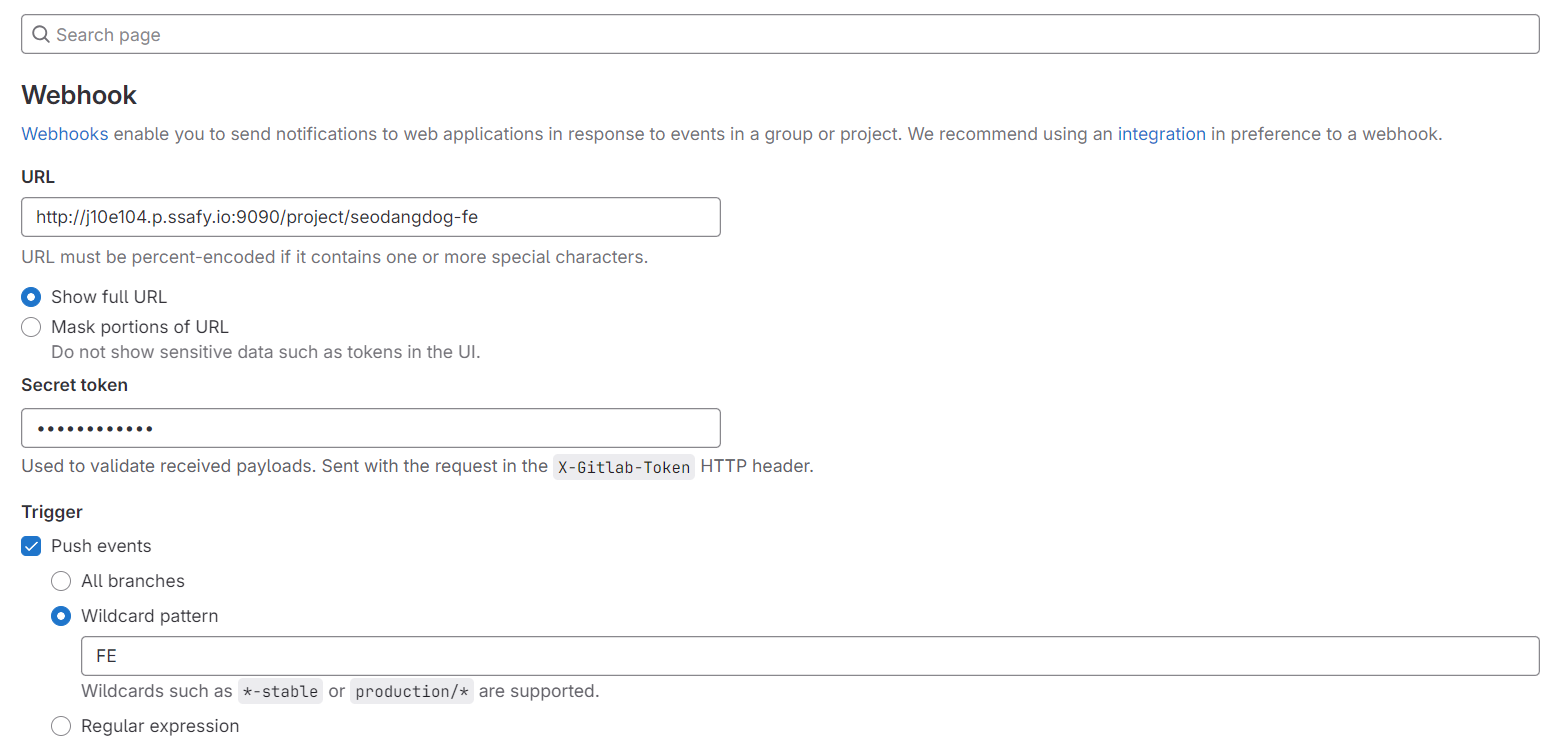 Search page
Webhook
Webhooks enable you to send notifications to web applications in response to events in a group or project. We recommend using an integration in preference to a webhook.
URL
http://j10e104.p.ssafy.io:9090/project/seodangdog-fe
URL must be percent-encoded if it contains one or more special characters.
Show full URL
Mask portions of URL
Do not show sensitive data such as tokens in the UI.
Secret token
••••••••••••
Used to validate received payloads. Sent with the request in the X-Gitlab-Token HTTP header.
Trigger
Push events
All branches
Wildcard pattern
FE
Wildcards such as *-stable or production/* are supported.
Regular expression